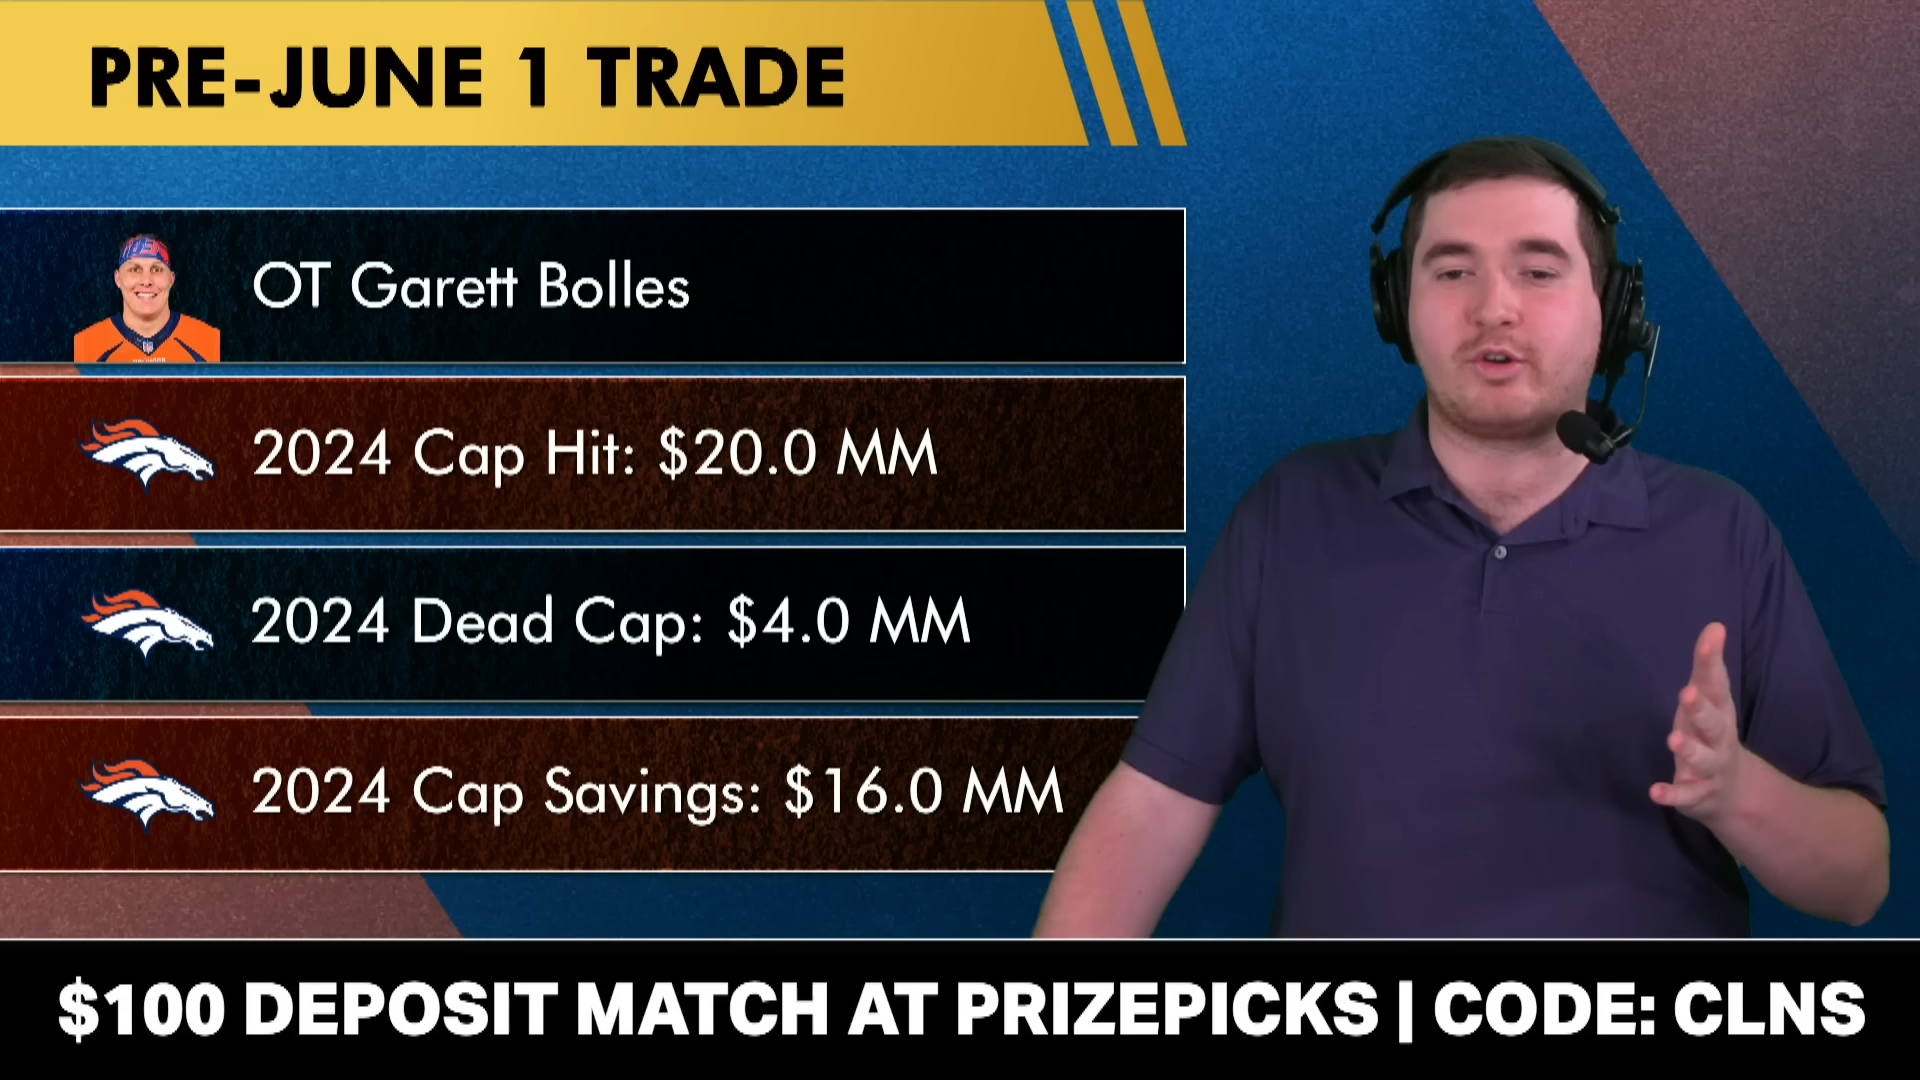 PRE-JUNE 1 TRADE
OT Garett Bolles
2024 Cap Hit: $20.0 MM
2024 Dead Cap: $4.0 MM
2024 Cap Savings: $16.0 MM
$100 DEPOSIT MATCH AT PRIZEPICKS | CODE: CLNS